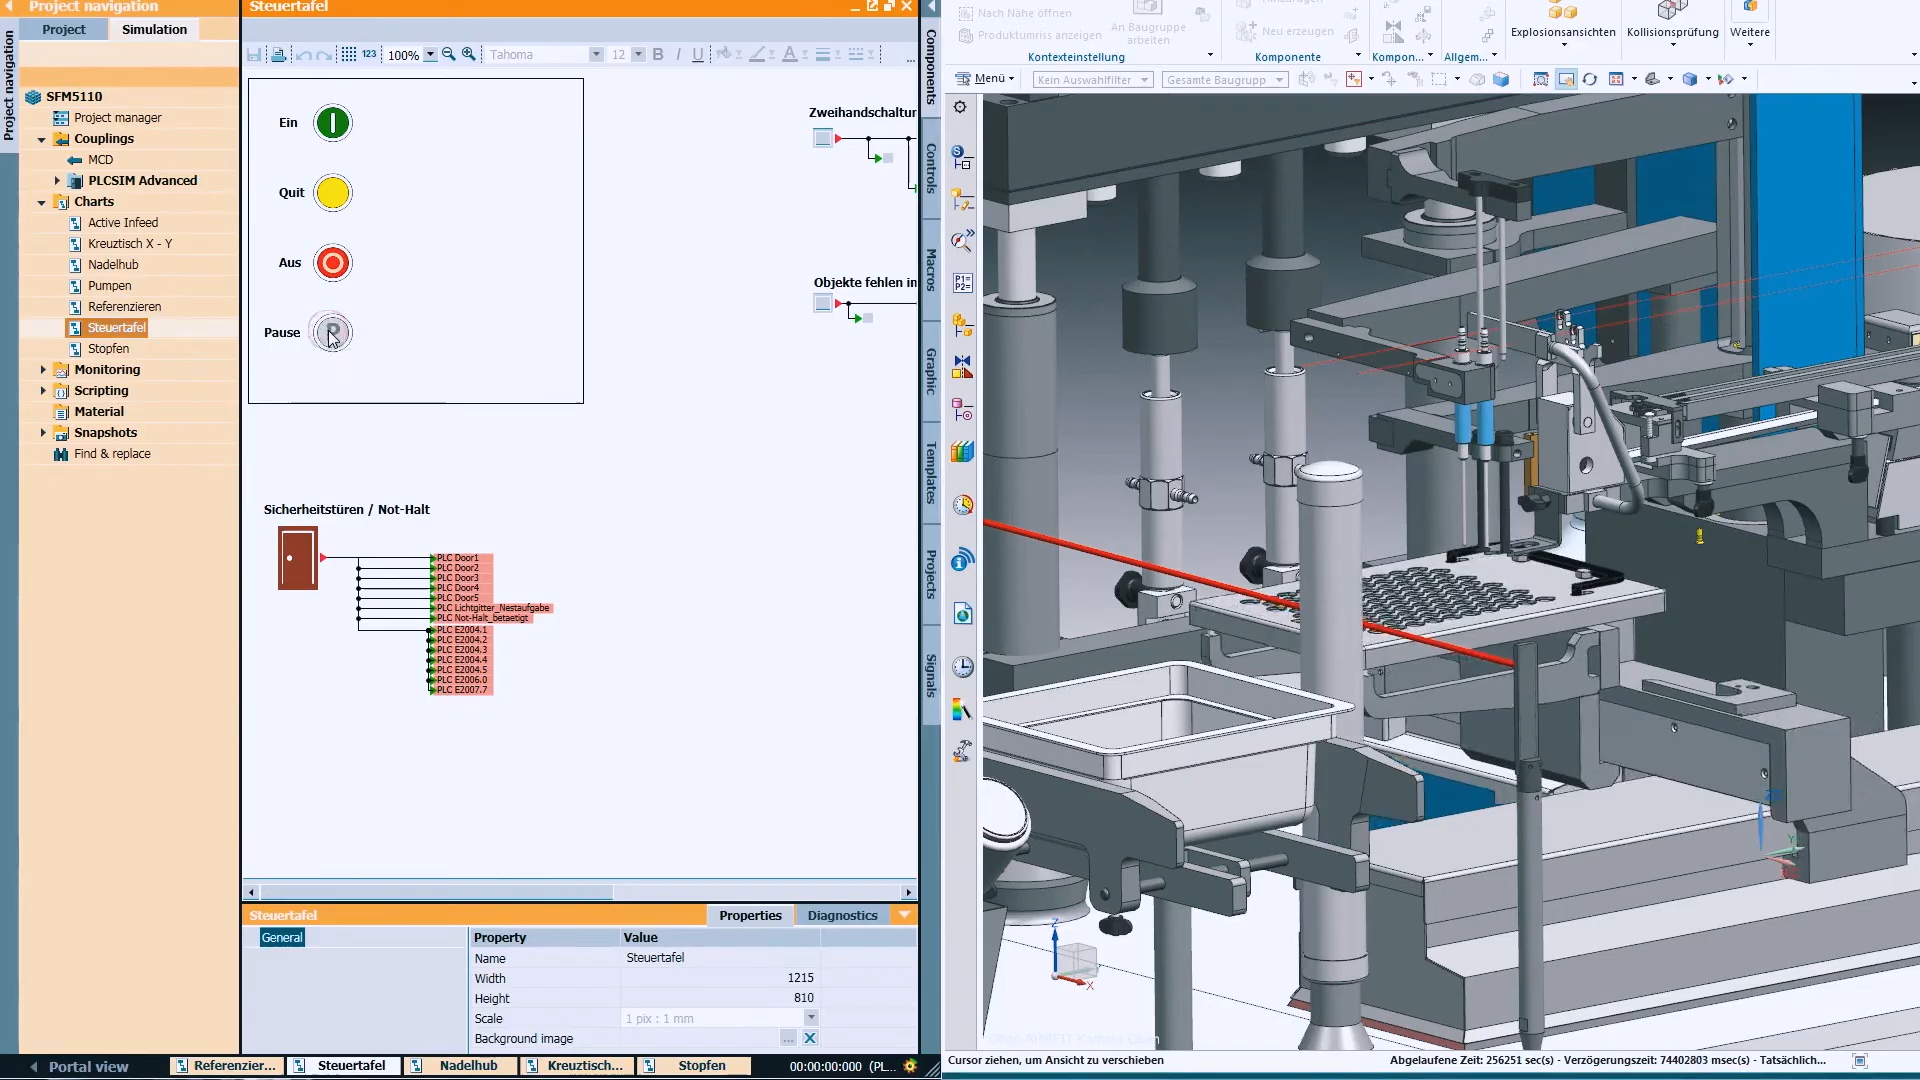 Project navigation
Project
Simulation
Project navigation
SFM5110
Project manager
Couplings
MCD
PLCSIM Advanced
Charts
Active Infeed
Kreuztisch X - Y
Nadelhub
Pumpen
Referenzieren
Steuertafel
Stopfen
Monitoring
Scripting
Material
Snapshots
Find & replace
Portal view
Steuertafel
123
100%
Tahoma
12
B
I
U
A
Ein
Quit
Aus
Pause
Zweihandschaltur
Objekte fehlen in
Sicherheitstüren / Not-Halt
PLC Door1
PLC Door2
PLC Door3
PLC Door4
PLC Door5
PLC Lichtgitter_Nestaufgabe
PLC Not-Halt_betaetigt
PLC E2004.1
PLC E2004.2
PLC E2004.3
PLC E2004.4
PLC E2004.5
PLC E2006.0
PLC E2007.7
Steuertafel
Properties
Diagnostics
General
Property
Value
Name
Steuertafel
Width
1215
Height
810
Scale
1 pix : 1 mm
Background image
...
Referenzier...
Steuertafel
Nadelhub
Kreuztisch...
Stopfen
00:00:00:000 (PL...
Components
Controls
Macros
Graphic
Templates
Projects
Signals
Nach Nähe öffnen
Produktumriss anzeigen
An Baugruppe arbeiten
Kontexteinstellung
Hinzufügen
Neu erzeugen
Komponente
Kompon...
Allgem...
Explosionsansichten
Kollisionsprüfung
Weitere
Menü
Kein Auswahlfilter
Gesamte Baugrupp
P1=
P2=
Z
X
Cursor ziehen, um Ansicht zu verschieben
Abgelaufene Zeit: 256251 sec(s) - Verzögerungszeit: 74402803 msec(s) - Tatsächlich...